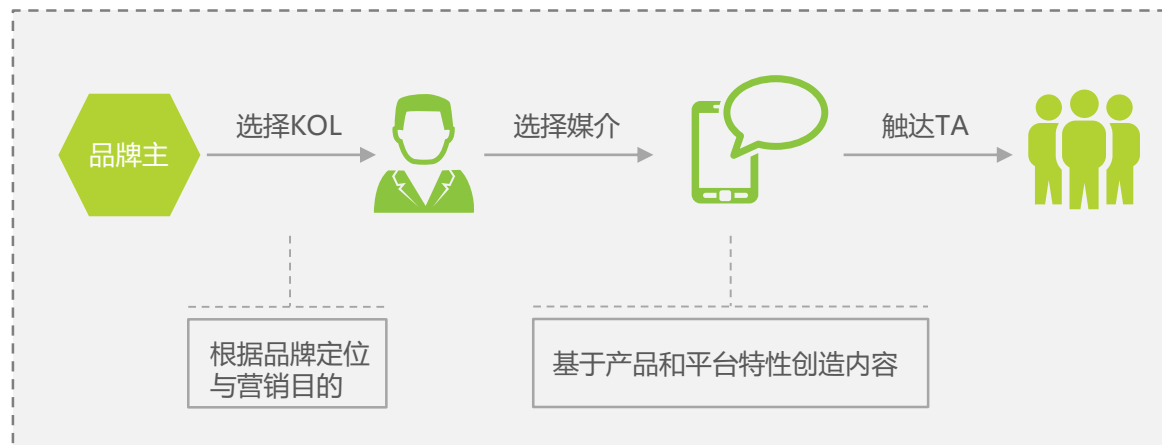 选择KOL
选择媒介
触达TA
品牌主
根据品牌定位
与营销目的
基于产品和平台特性创造内容